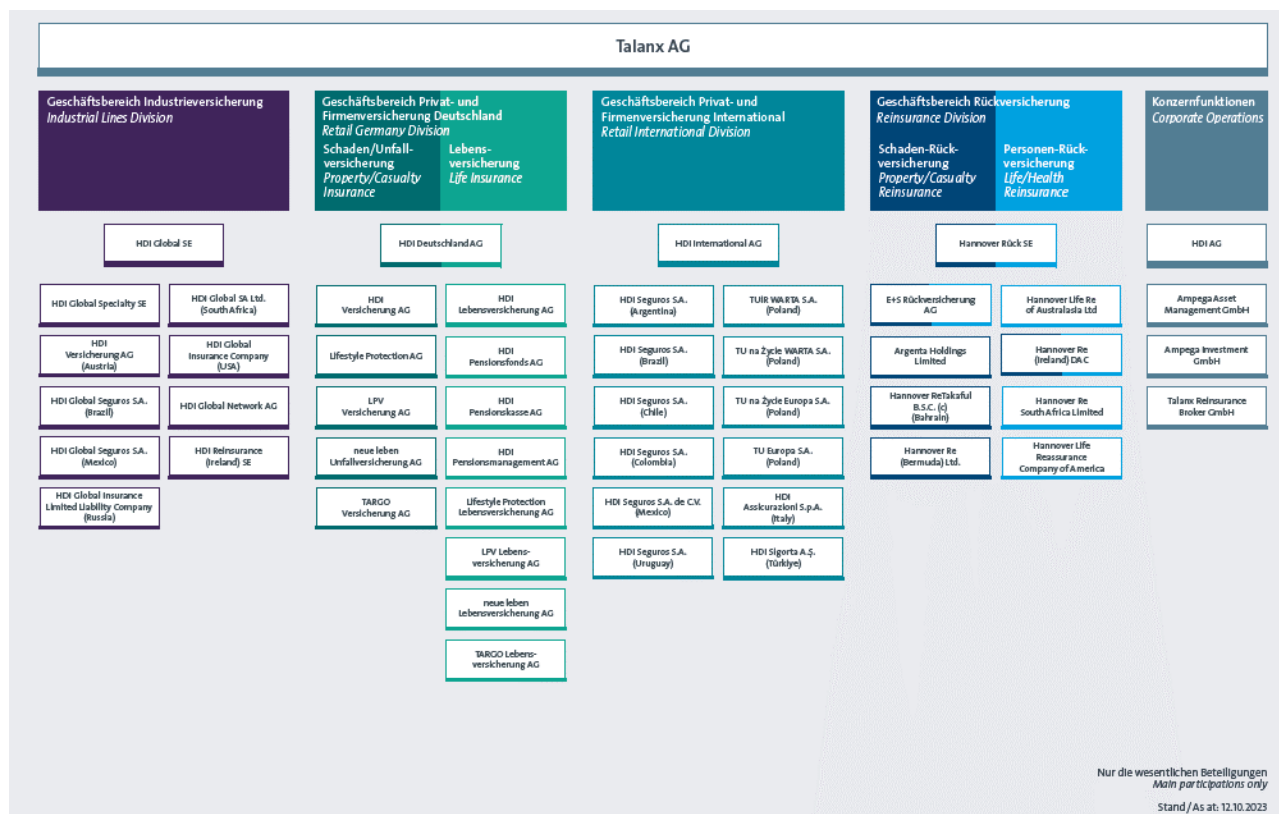 Talanx AG
Geschäftsbereich Industrieversicherung
Industrial Lines Division
Geschäftsbereich Privat- und
Firmenversicherung Deutschland
Retail Germany Division
Schaden/Unfall-
versicherung
Property/Casualty
Insurance
Lebens-
versicherung
Life Insurance
Geschäftsbereich Privat- und
Firmenversicherung International
Retail International Division
Geschäftsbereich Rückversicherung
Reinsurance Division
Schaden-Rück-
versicherung
Property/Casualty
Reinsurance
Personen-Rück-
versicherung
Life/Health
Reinsurance
Konzernfunktionen
Corporate Operations
HDI Global SE
HDI Deutschland AG
HDI International AG
Hannover Rück SE
HDI AG
HDI Global Specialty SE
HDI
Versicherung AG
(Austria)
HDI Global Seguros S.A.
(Brazil)
HDI Global Seguros S.A.
(Mexico)
HDI Global Insurance
Limited Liability Company
(Russia)
HDI Global SA Ltd.
(South Africa)
HDI Global
Insurance Company
(USA)
HDI Global Network AG
HDI Reinsurance
(Ireland) SE
HDI
Versicherung AG
Lifestyle Protection AG
LPV
Versicherung AG
neue leben
Unfallversicherung AG
TARGO
Versicherung AG
HDI
Lebensversicherung AG
HDI
Pensionsfonds AG
HDI
Pensionskasse AG
HDI
Pensionsmanagement AG
Lifestyle Protection
Lebensversicherung AG
LPV Lebens-
versicherung AG
neue leben
Lebensversicherung AG
TARGO Lebens-
versicherung AG
HDI Seguros S.A.
(Argentina)
HDI Seguros S.A.
(Brazil)
HDI Seguros S.A.
(Chile)
HDI Seguros S.A.
(Colombia)
HDI Seguros S.A. de C.V.
(Mexico)
HDI Seguros S.A.
(Uruguay)
TUiR WARTA S.A.
(Poland)
TU na Życie WARTA S.A.
(Poland)
TU na Życie Europa S.A.
(Poland)
TU Europa S.A.
(Poland)
HDI
Assicurazioni S.p.A.
(Italy)
HDI Sigorta A.Ş.
(Türkiye)
E+S Rückversicherung
AG
Argenta Holdings
Limited
Hannover ReTakaful
B.S.C. (c)
(Bahrain)
Hannover Re
(Bermuda) Ltd.
Hannover Life Re
of Australasia Ltd
Hannover Re
(Ireland) DAC
Hannover Re
South Africa Limited
Hannover Life
Reassurance
Company of America
Ampega Asset
Management GmbH
Ampega Investment
GmbH
Talanx Reinsurance
Broker GmbH
Nur die wesentlichen Beteiligungen
Main participations only
Stand / As at: 12.10.2023